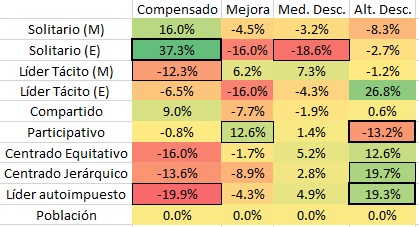 Compensado Mejora Med. Desc. Alt. Desc.
Solitario (M) 16.0% -4.5% -3.2% -8.3%
Solitario (E) 37.3% -16.0% -18.6% -2.7%
Líder Tácito (M) -12.3% 6.2% 7.3% -1.2%
Líder Tácito (E) -6.5% -16.0% -4.3% 26.8%
Compartido 9.0% -7.7% -1.9% 0.6%
Participativo -0.8% 12.6% 1.4% -13.2%
Centrado Equitativo -16.0% -1.7% 5.2% 12.6%
Centrado Jerárquico -13.6% -8.9% 2.8% 19.7%
Líder autoimpuesto -19.9% -4.3% 4.9% 19.3%
Población 0.0% 0.0% 0.0% 0.0%